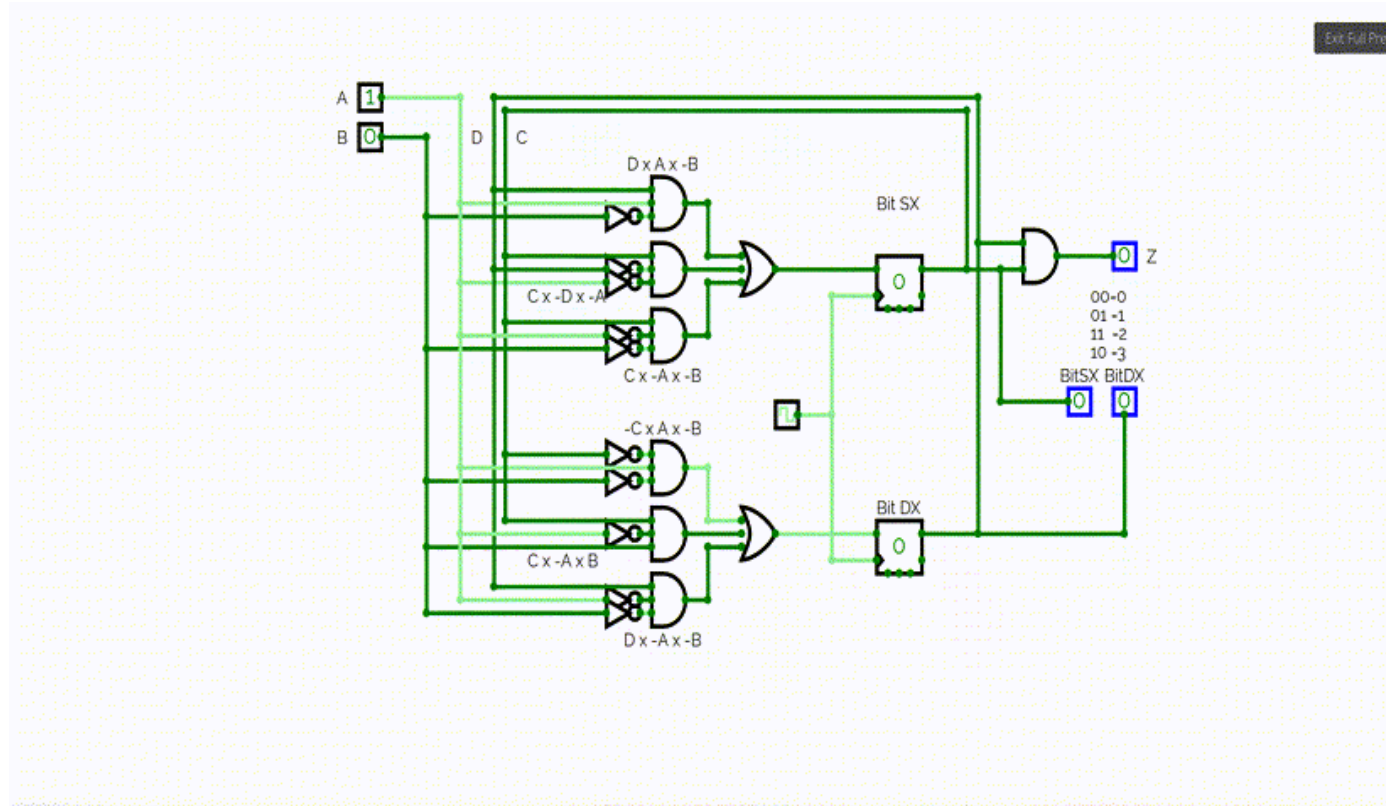 Exit Full Pre
A 1
B 0 D C
D x A x -B
Bit SX
0 Z
C x -D x -A
0
00=0
01 -1
11 -2
10 -3
C x -A x -B
BitSX BitDX
0 0
-C x A x -B
Bit DX
0
C x -A x B
D x -A x -B